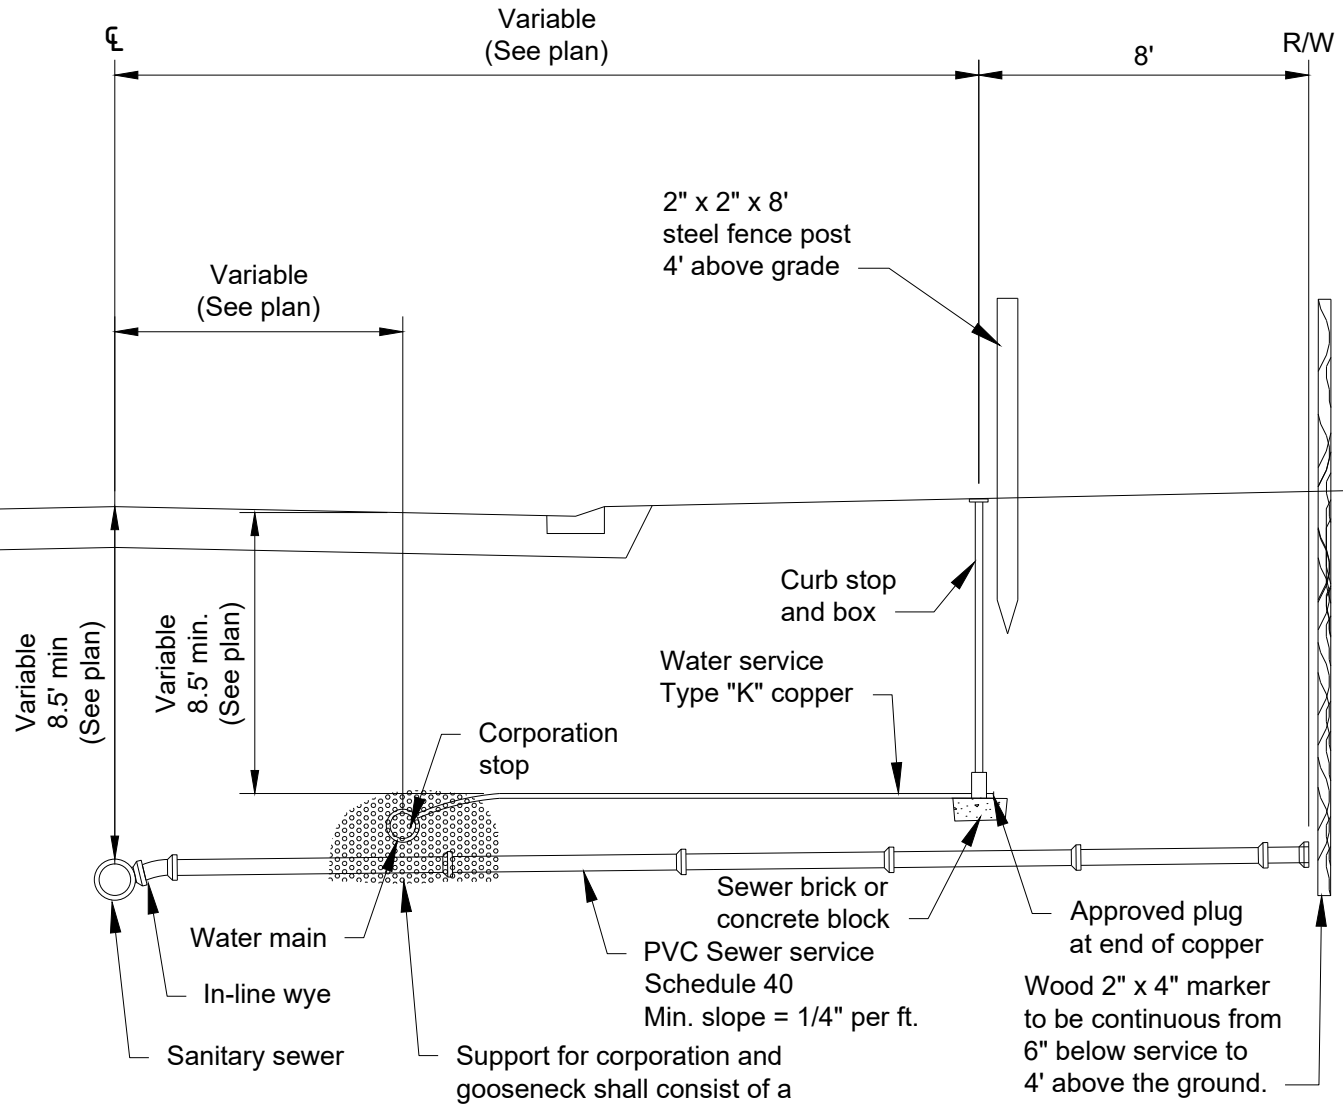 Variable
(See plan)
℄
R/W
8'
2" x 2" x 8'
steel fence post
4' above grade
Variable
(See plan)
Curb stop
and box
Variable
8.5' min
(See plan)
Variable
8.5' min.
(See plan)
Water service
Type "K" copper
Corporation
stop
Sewer brick or
concrete block
Approved plug
at end of copper
Water main
PVC Sewer service
Schedule 40
Min. slope = 1/4" per ft.
In-line wye
Wood 2" x 4" marker
to be continuous from
6" below service to
4' above the ground.
Sanitary sewer
Support for corporation and
gooseneck shall consist of a